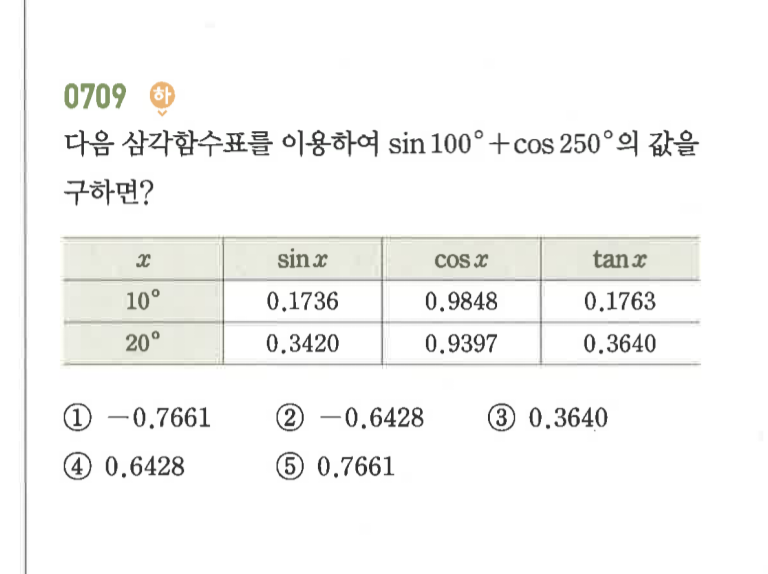 0709 하
다음 삼각함수표를 이용하여 sin 100°+cos 250°의 값을
구하면?
x sin x cos x tan x
10° 0.1736 0.9848 0.1763
20° 0.3420 0.9397 0.3640
① −0.7661 ② −0.6428 ③ 0.3640
④ 0.6428 ⑤ 0.7661